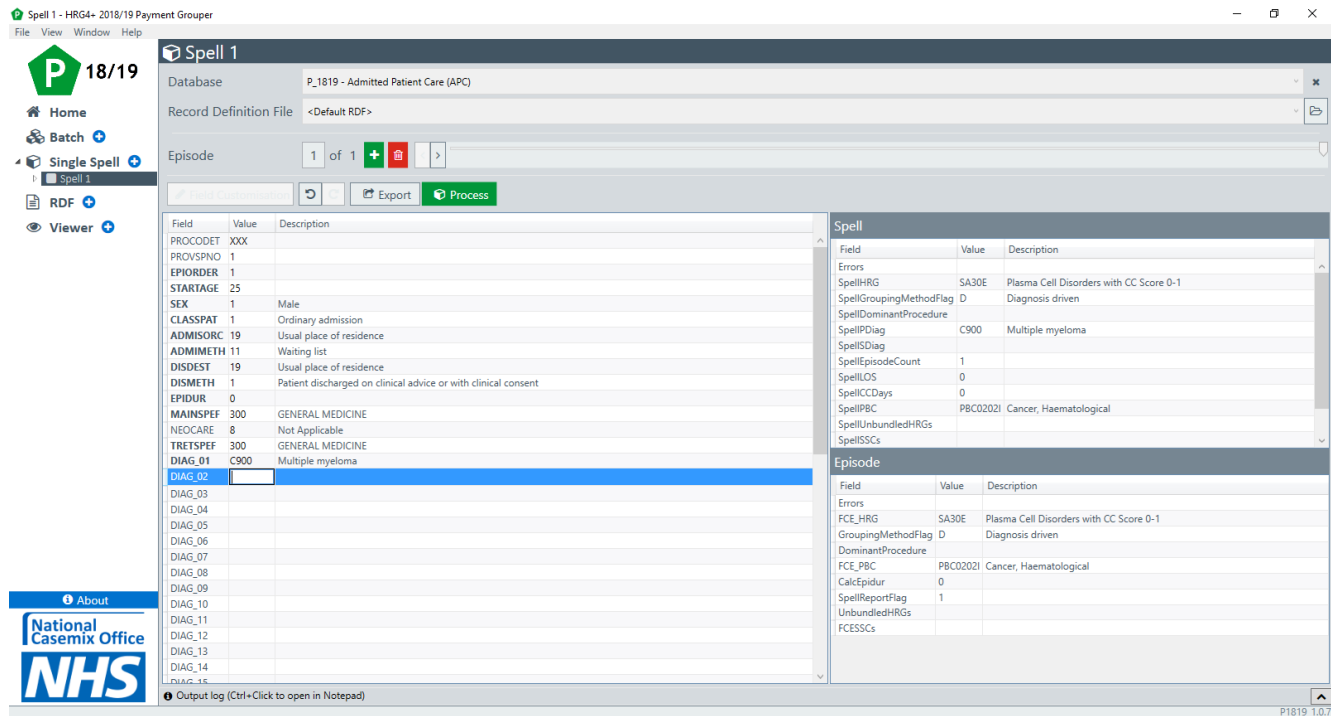 Spell 1 - HRG4+ 2018/19 Payment Grouper
File View Window Help
P 18/19
Home
Batch
Single Spell
Spell 1
RDF
Viewer
Spell 1
Database P_1819 - Admitted Patient Care (APC)
Record Definition File <Default RDF>
Episode 1 of 1
Field Customisation Export Process
Field Value Description
PROCODET XXX
PROVSPNO 1
EPIORDER 1
STARTAGE 25
SEX 1 Male
CLASSPAT 1 Ordinary admission
ADMISORC 19 Usual place of residence
ADMIMETH 11 Waiting list
DISDEST 19 Usual place of residence
DISMETH 1 Patient discharged on clinical advice or with clinical consent
EPIDUR 0
MAINSPEF 300 GENERAL MEDICINE
NEOCARE 8 Not Applicable
TRETSPEF 300 GENERAL MEDICINE
DIAG_01 C900 Multiple myeloma
DIAG_02
DIAG_03
DIAG_04
DIAG_05
DIAG_06
DIAG_07
DIAG_08
DIAG_09
DIAG_10
DIAG_11
DIAG_12
DIAG_13
DIAG_14
DIAG_15
Spell
Field Value Description
Errors
SpellHRG SA30E Plasma Cell Disorders with CC Score 0-1
SpellGroupingMethodFlag D Diagnosis driven
SpellDominantProcedure
SpellPDiag C900 Multiple myeloma
SpellSDiag
SpellEpisodeCount 1
SpellLOS 0
SpellCCDays 0
SpellPBC PBC0202I Cancer, Haematological
SpellUnbundledHRGs
SpellSSCs
Episode
Field Value Description
Errors
FCE_HRG SA30E Plasma Cell Disorders with CC Score 0-1
GroupingMethodFlag D Diagnosis driven
DominantProcedure
FCE_PBC PBC0202I Cancer, Haematological
CalcEpidur 0
SpellReportFlag 1
UnbundledHRGs
FCESSCs
About
National
Casemix Office
NHS
Output log (Ctrl+Click to open in Notepad)
P1819 1.0.7